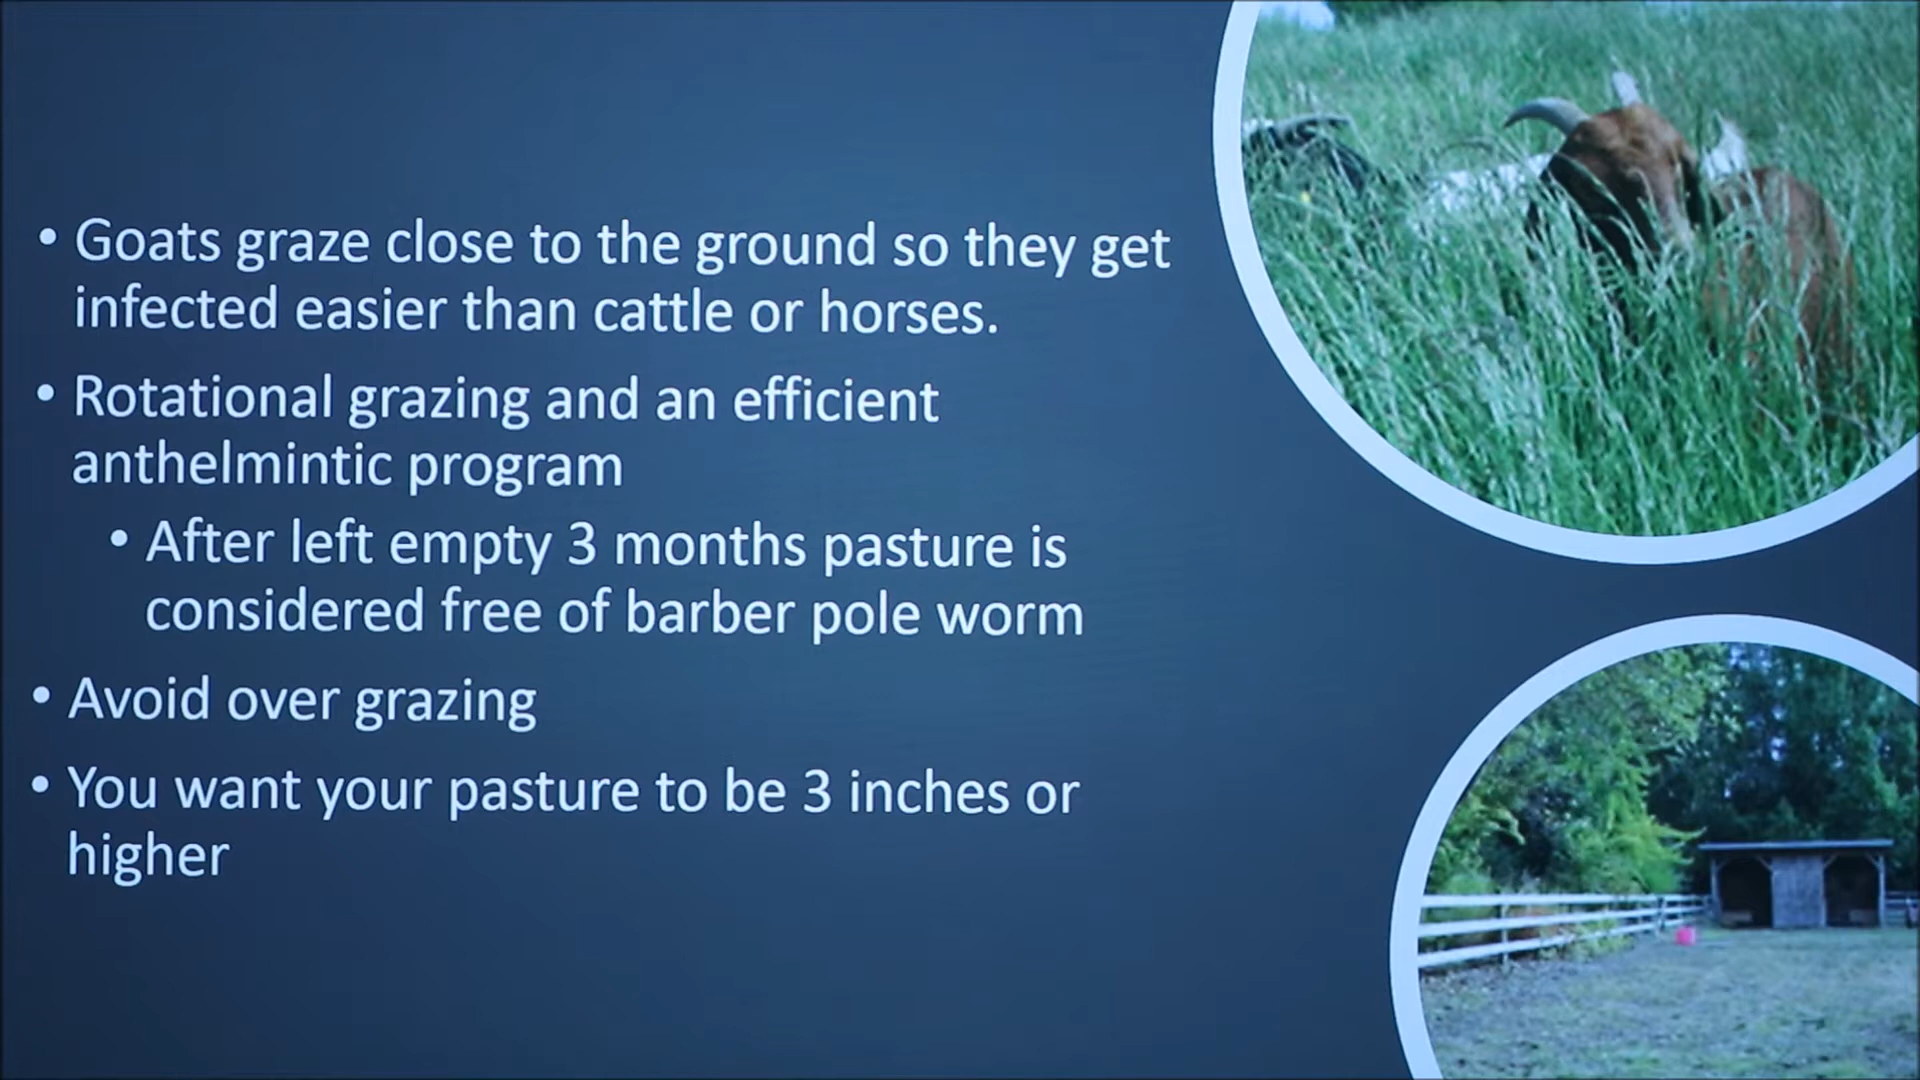 • Goats graze close to the ground so they get
infected easier than cattle or horses.
• Rotational grazing and an efficient
anthelmintic program
• After left empty 3 months pasture is
considered free of barber pole worm
• Avoid over grazing
• You want your pasture to be 3 inches or
higher